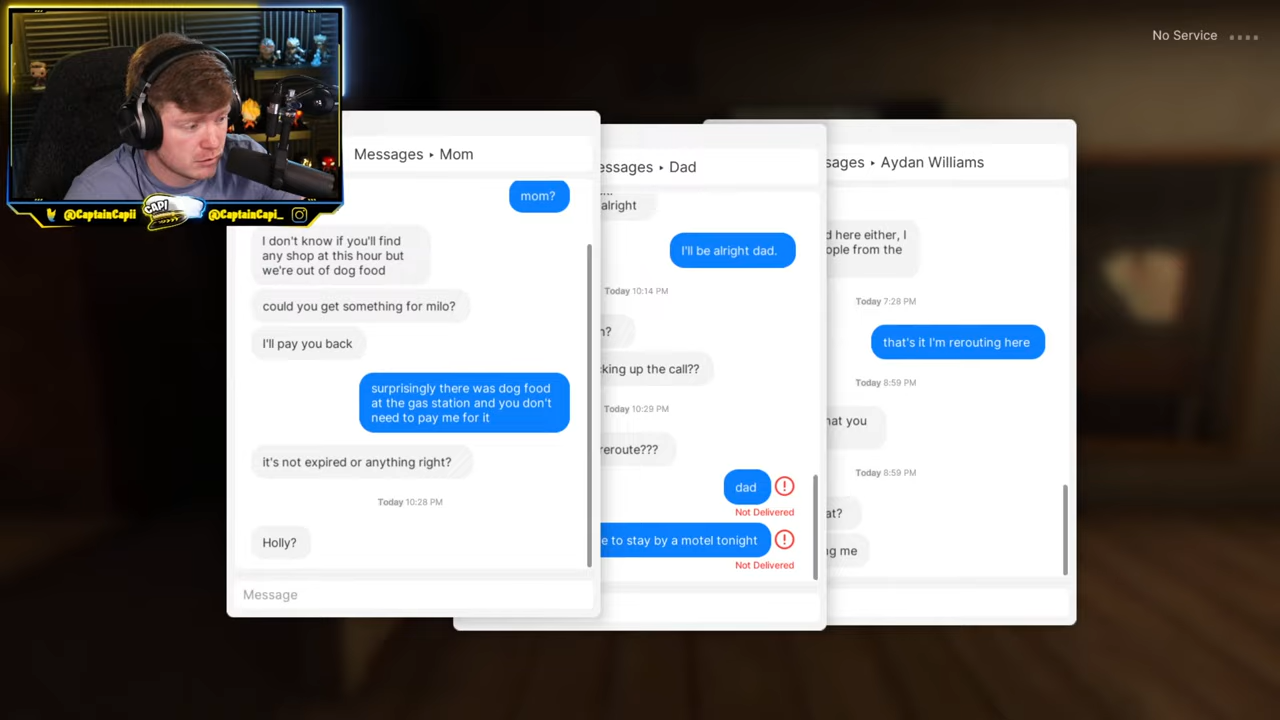 No Service
@CaptainCapii
CAPI
@CaptainCapi_
Messages ▸ Mom
mom?
I don't know if you'll find
any shop at this hour but
we're out of dog food
could you get something for milo?
I'll pay you back
surprisingly there was dog food
at the gas station and you don't
need to pay me for it
it's not expired or anything right?
Today 10:28 PM
Holly?
Message
essages ▸ Dad
alright
I'll be alright dad.
Today 10:14 PM
n?
cking up the call??
Today 10:29 PM
reroute???
dad
Not Delivered
e to stay by a motel tonight
Not Delivered
sages ▸ Aydan Williams
d here either, I
ople from the
Today 7:28 PM
that's it I'm rerouting here
Today 8:59 PM
hat you
Today 8:59 PM
at?
ng me